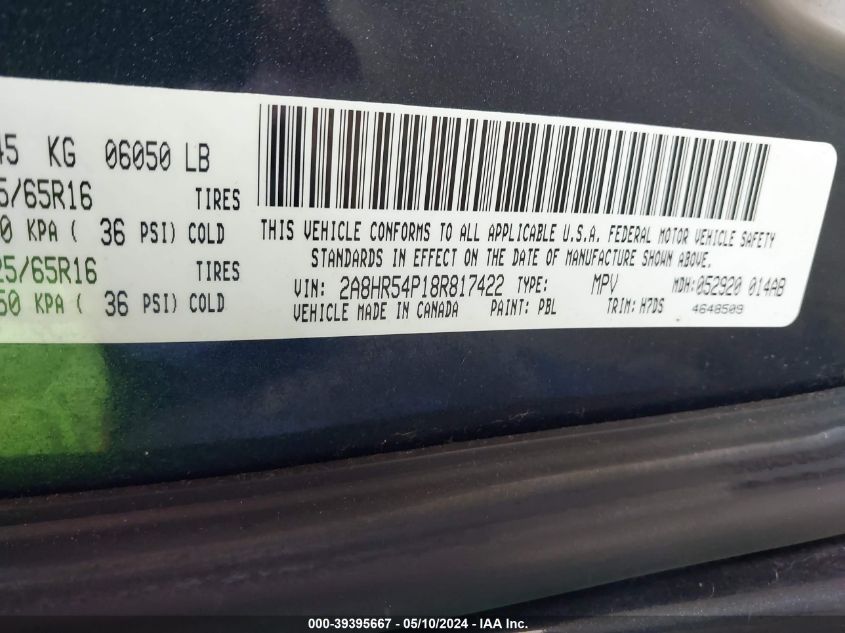 45 KG 06050 LB
5/65R16 TIRES
0 KPA ( 36 PSI) COLD
25/65R16 TIRES
50 KPA ( 36 PSI) COLD
THIS VEHICLE CONFORMS TO ALL APPLICABLE U.S.A. FEDERAL MOTOR VEHICLE SAFETY
STANDARDS IN EFFECT ON THE DATE OF MANUFACTURE SHOWN ABOVE.
VIN: 2A8HR54P18R817422 TYPE: MPV MDH:052920 014AB
VEHICLE MADE IN CANADA PAINT: PBL TRIM: H7DS 4648509
000-39395667 - 05/10/2024 - IAA Inc.